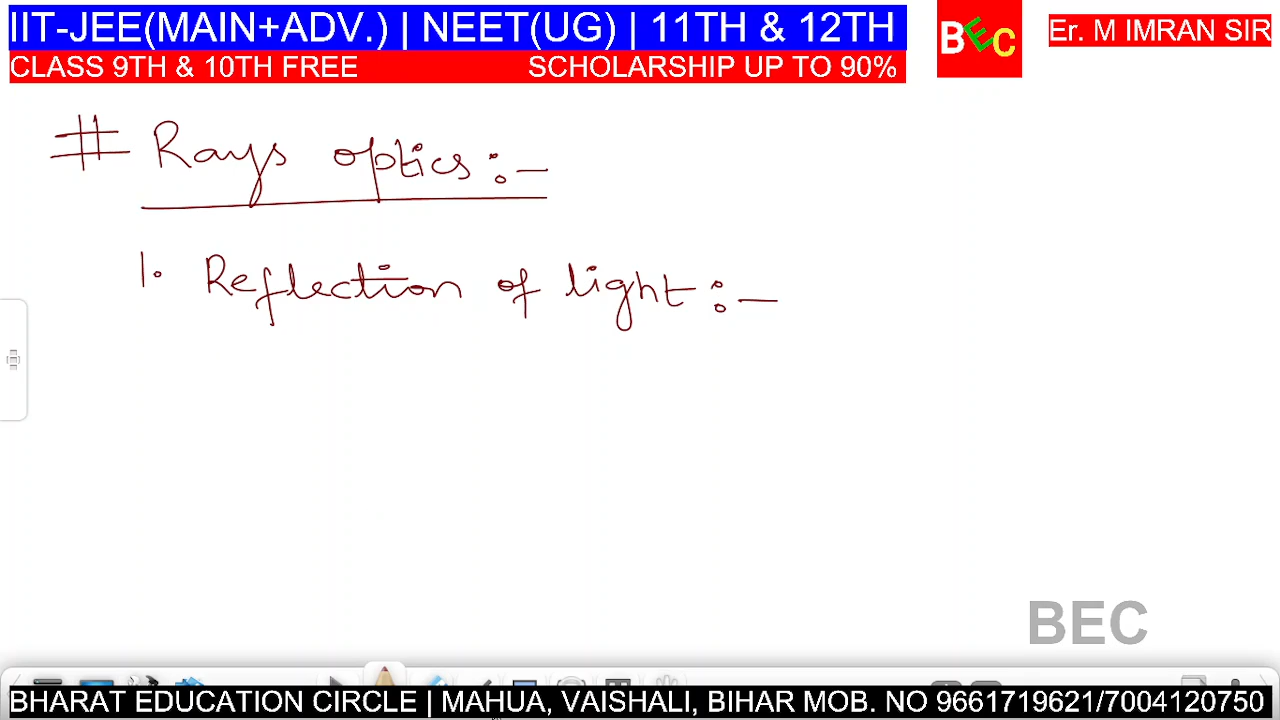 IIT-JEE(MAIN+ADV.) | NEET(UG) | 11TH & 12TH
CLASS 9TH & 10TH FREE SCHOLARSHIP UP TO 90%
BEC
Er. M IMRAN SIR
# Rays optics :-
1. Reflection of light :-
BEC
BHARAT EDUCATION CIRCLE | MAHUA, VAISHALI, BIHAR MOB. NO 9661719621/7004120750